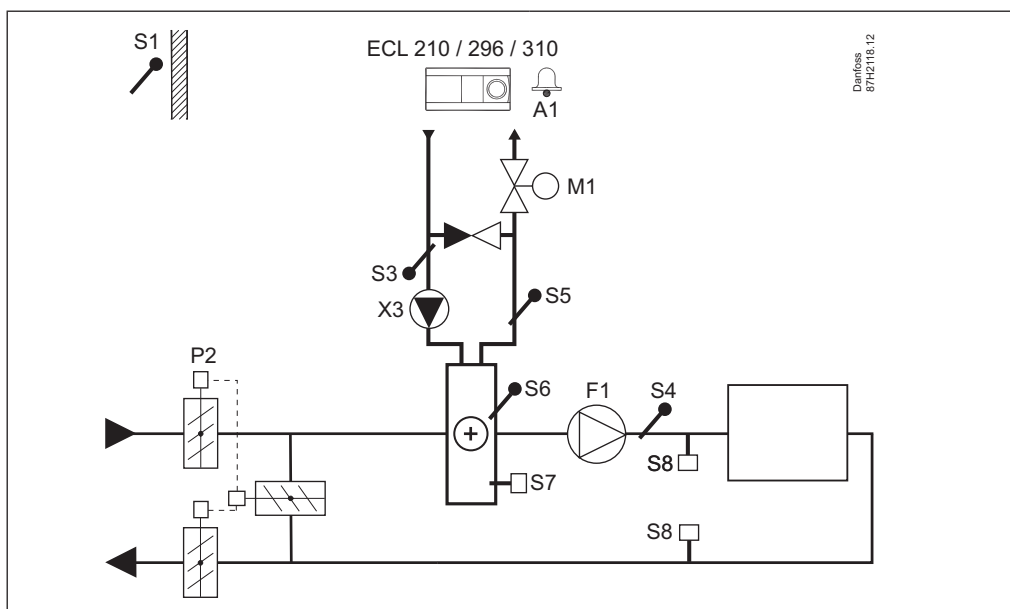 S1
ECL 210 / 296 / 310
A1
Danfoss
87H2118.12
M1
S3
S5
X3
P2
S6
F1
S4
S8
S7
S8